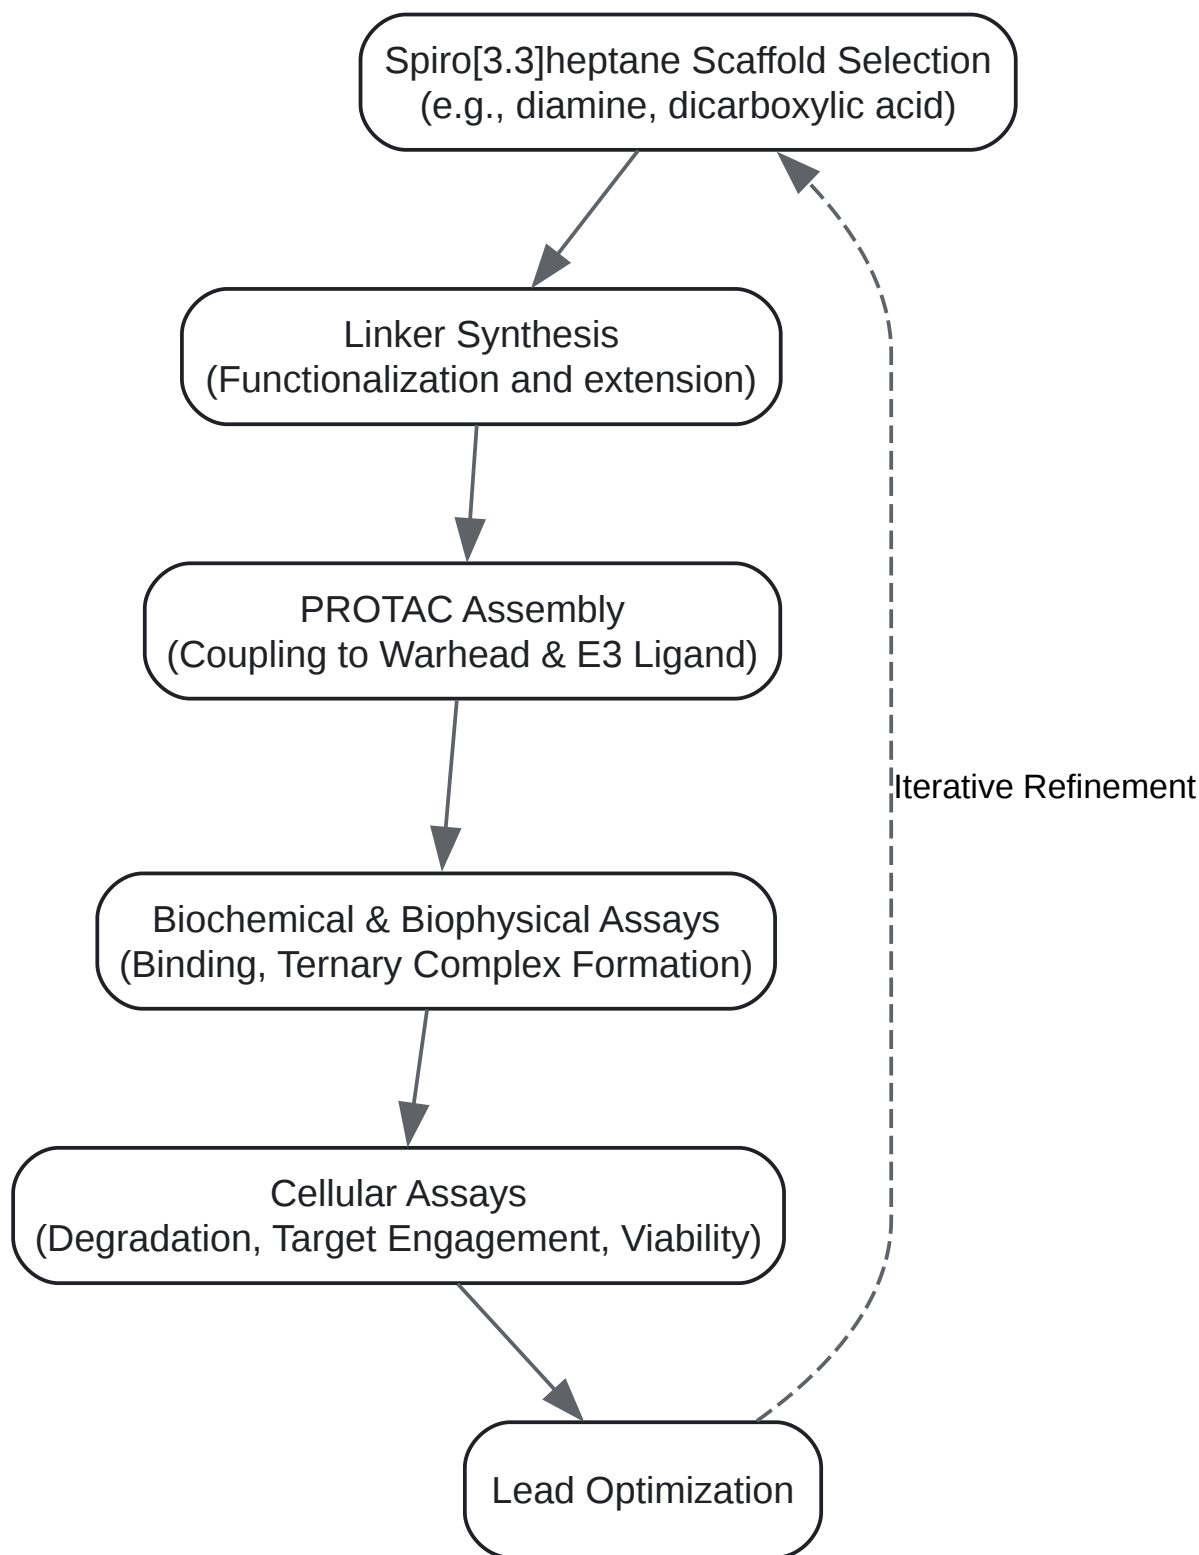 Spiro[3.3]heptane Scaffold Selection
(e.g., diamine, dicarboxylic acid)
Linker Synthesis
(Functionalization and extension)
PROTAC Assembly
(Coupling to Warhead & E3 Ligand)
Iterative Refinement
Biochemical & Biophysical Assays
(Binding, Ternary Complex Formation)
Cellular Assays
(Degradation, Target Engagement, Viability)
Lead Optimization